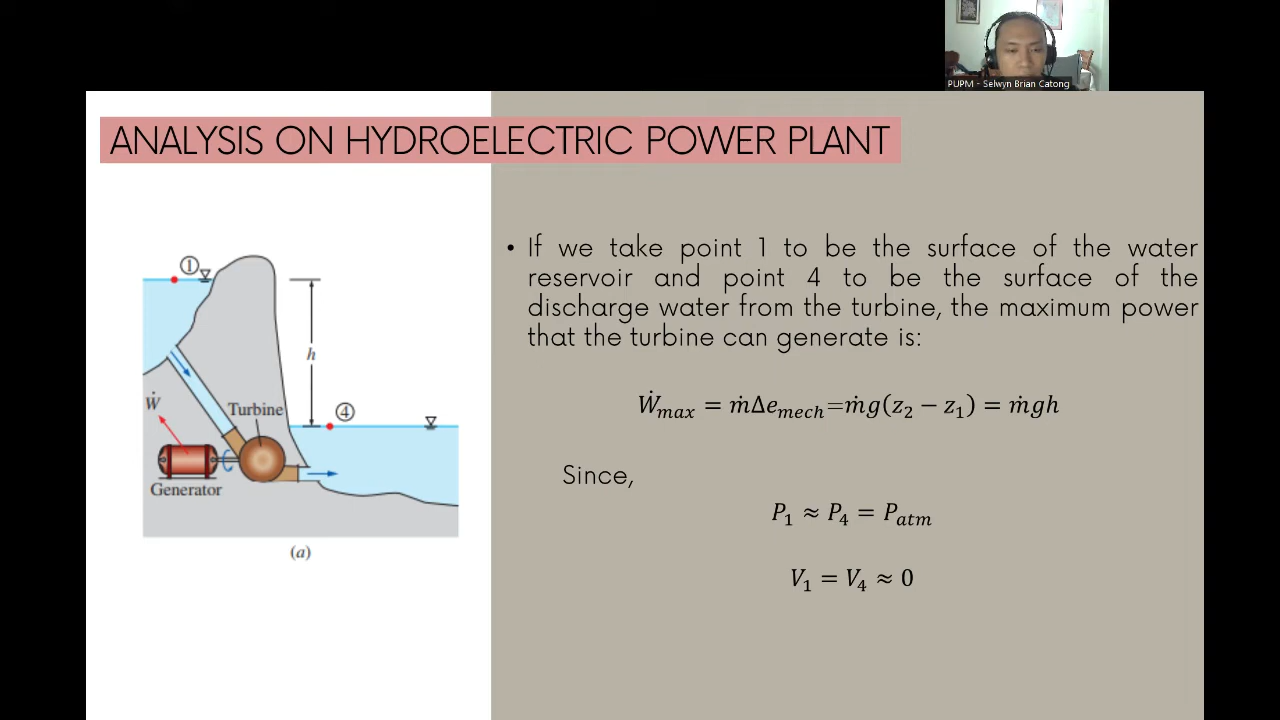 PUPM - Selwyn Brian Catong
ANALYSIS ON HYDROELECTRIC POWER PLANT
①
h
④
Ẇ
Turbine
Generator
(a)
• If we take point 1 to be the surface of the water
reservoir and point 4 to be the surface of the
discharge water from the turbine, the maximum power
that the turbine can generate is:
Ẇmax = ṁΔemech=ṁg(z2 − z1) = ṁgh
Since,
P1 ≈ P4 = Patm
V1 = V4 ≈ 0